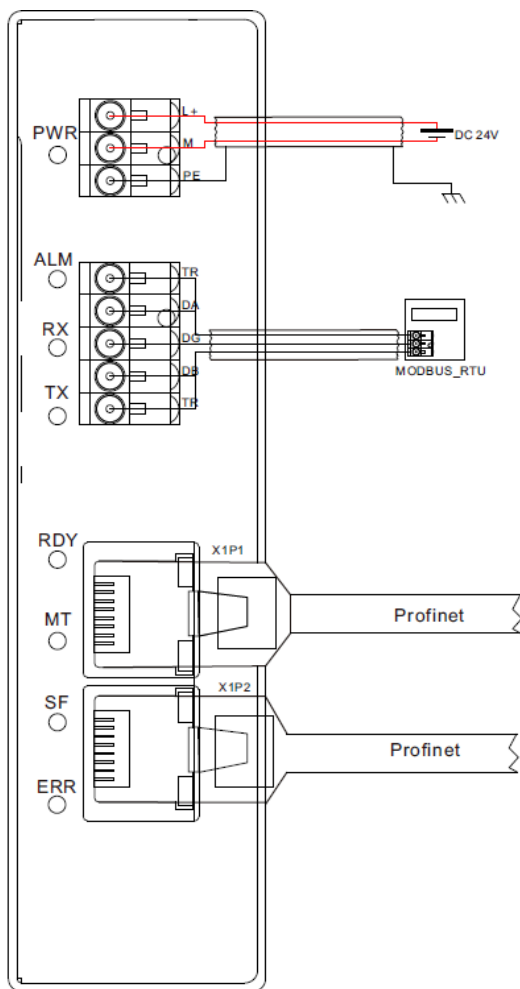 L+
PWR
M
DC 24V
PE
ALM
TR
DA
RX
DG
MODBUS_RTU
DB
TX
TR
RDY
X1P1
MT
Profinet
SF
X1P2
Profinet
ERR